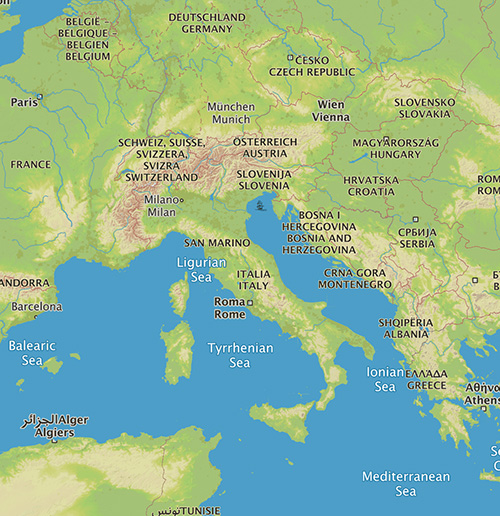 BELGIË -
BELGIQUE -
BELGIEN
BELGIUM
DEUTSCHLAND
GERMANY
ČESKO
CZECH REPUBLIC
Paris
München
Munich
Wien
Vienna
SLOVENSKO
SLOVAKIA
FRANCE
SCHWEIZ, SUISSE,
SVIZZERA,
SVIZRA
SWITZERLAND
ÖSTERREICH
AUSTRIA
MAGYARORSZÁG
HUNGARY
SLOVENIJA
SLOVENIA
HRVATSKA
CROATIA
ROM
Milano
Milan
BOSNA I
HERCEGOVINA
BOSNIA AND
HERZEGOVINA
СРБИЈА
SERBIA
SAN MARINO
Ligurian
Sea
ITALIA
ITALY
CRNA GORA
MONTENEGRO
ANDORRA
Barcelona
Roma
Rome
SHQIPËRIA
ALBANIA
Balearic
Sea
Tyrrhenian
Sea
Ionian
Sea
ΕΛΛΑΔΑ
GREECE
Αθήνα
Athens
الجزائر Alger
Algiers
Mediterranean
Sea
تونس TUNISIE